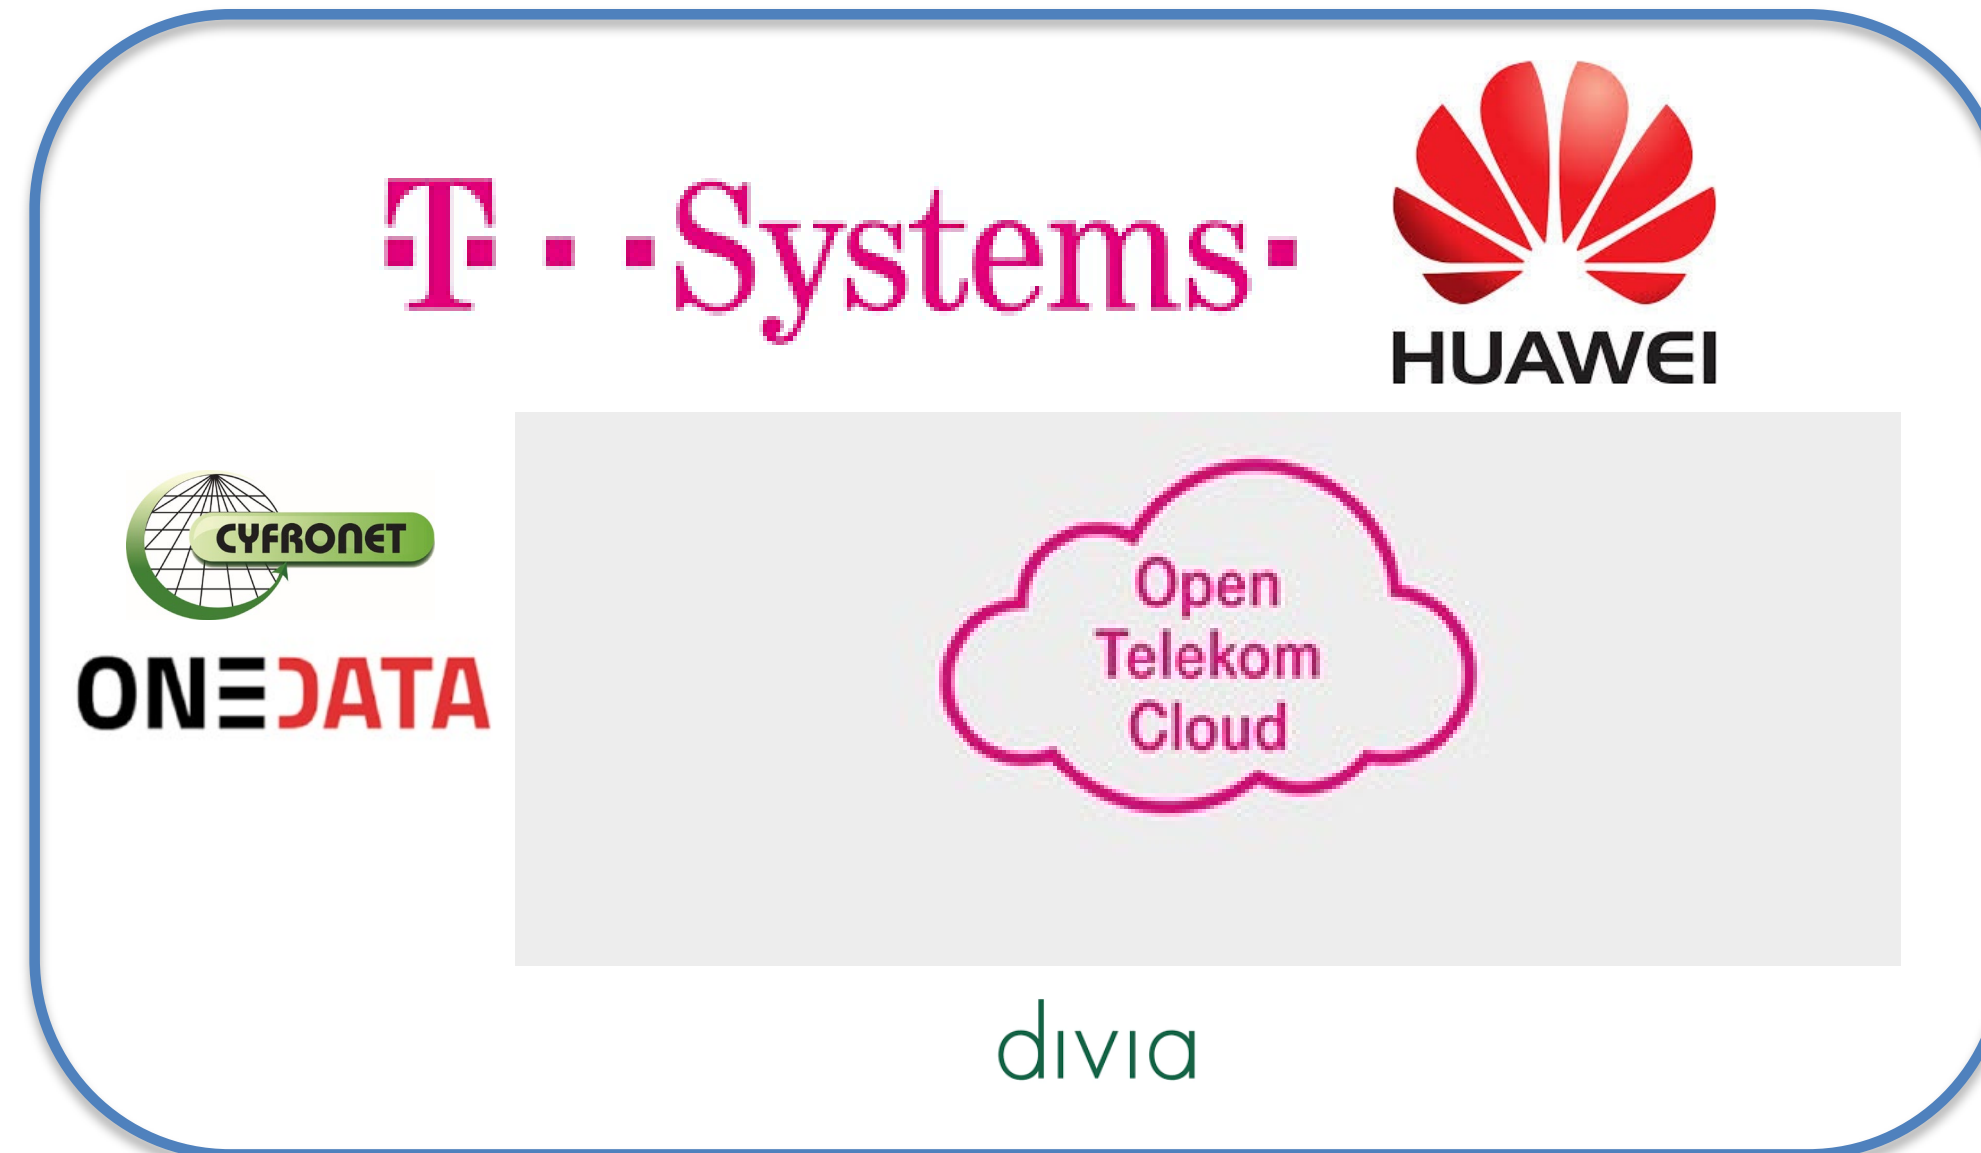 T··Systems·
HUAWEI
CYFRONET
ONEDATA
Open
Telekom
Cloud
divia